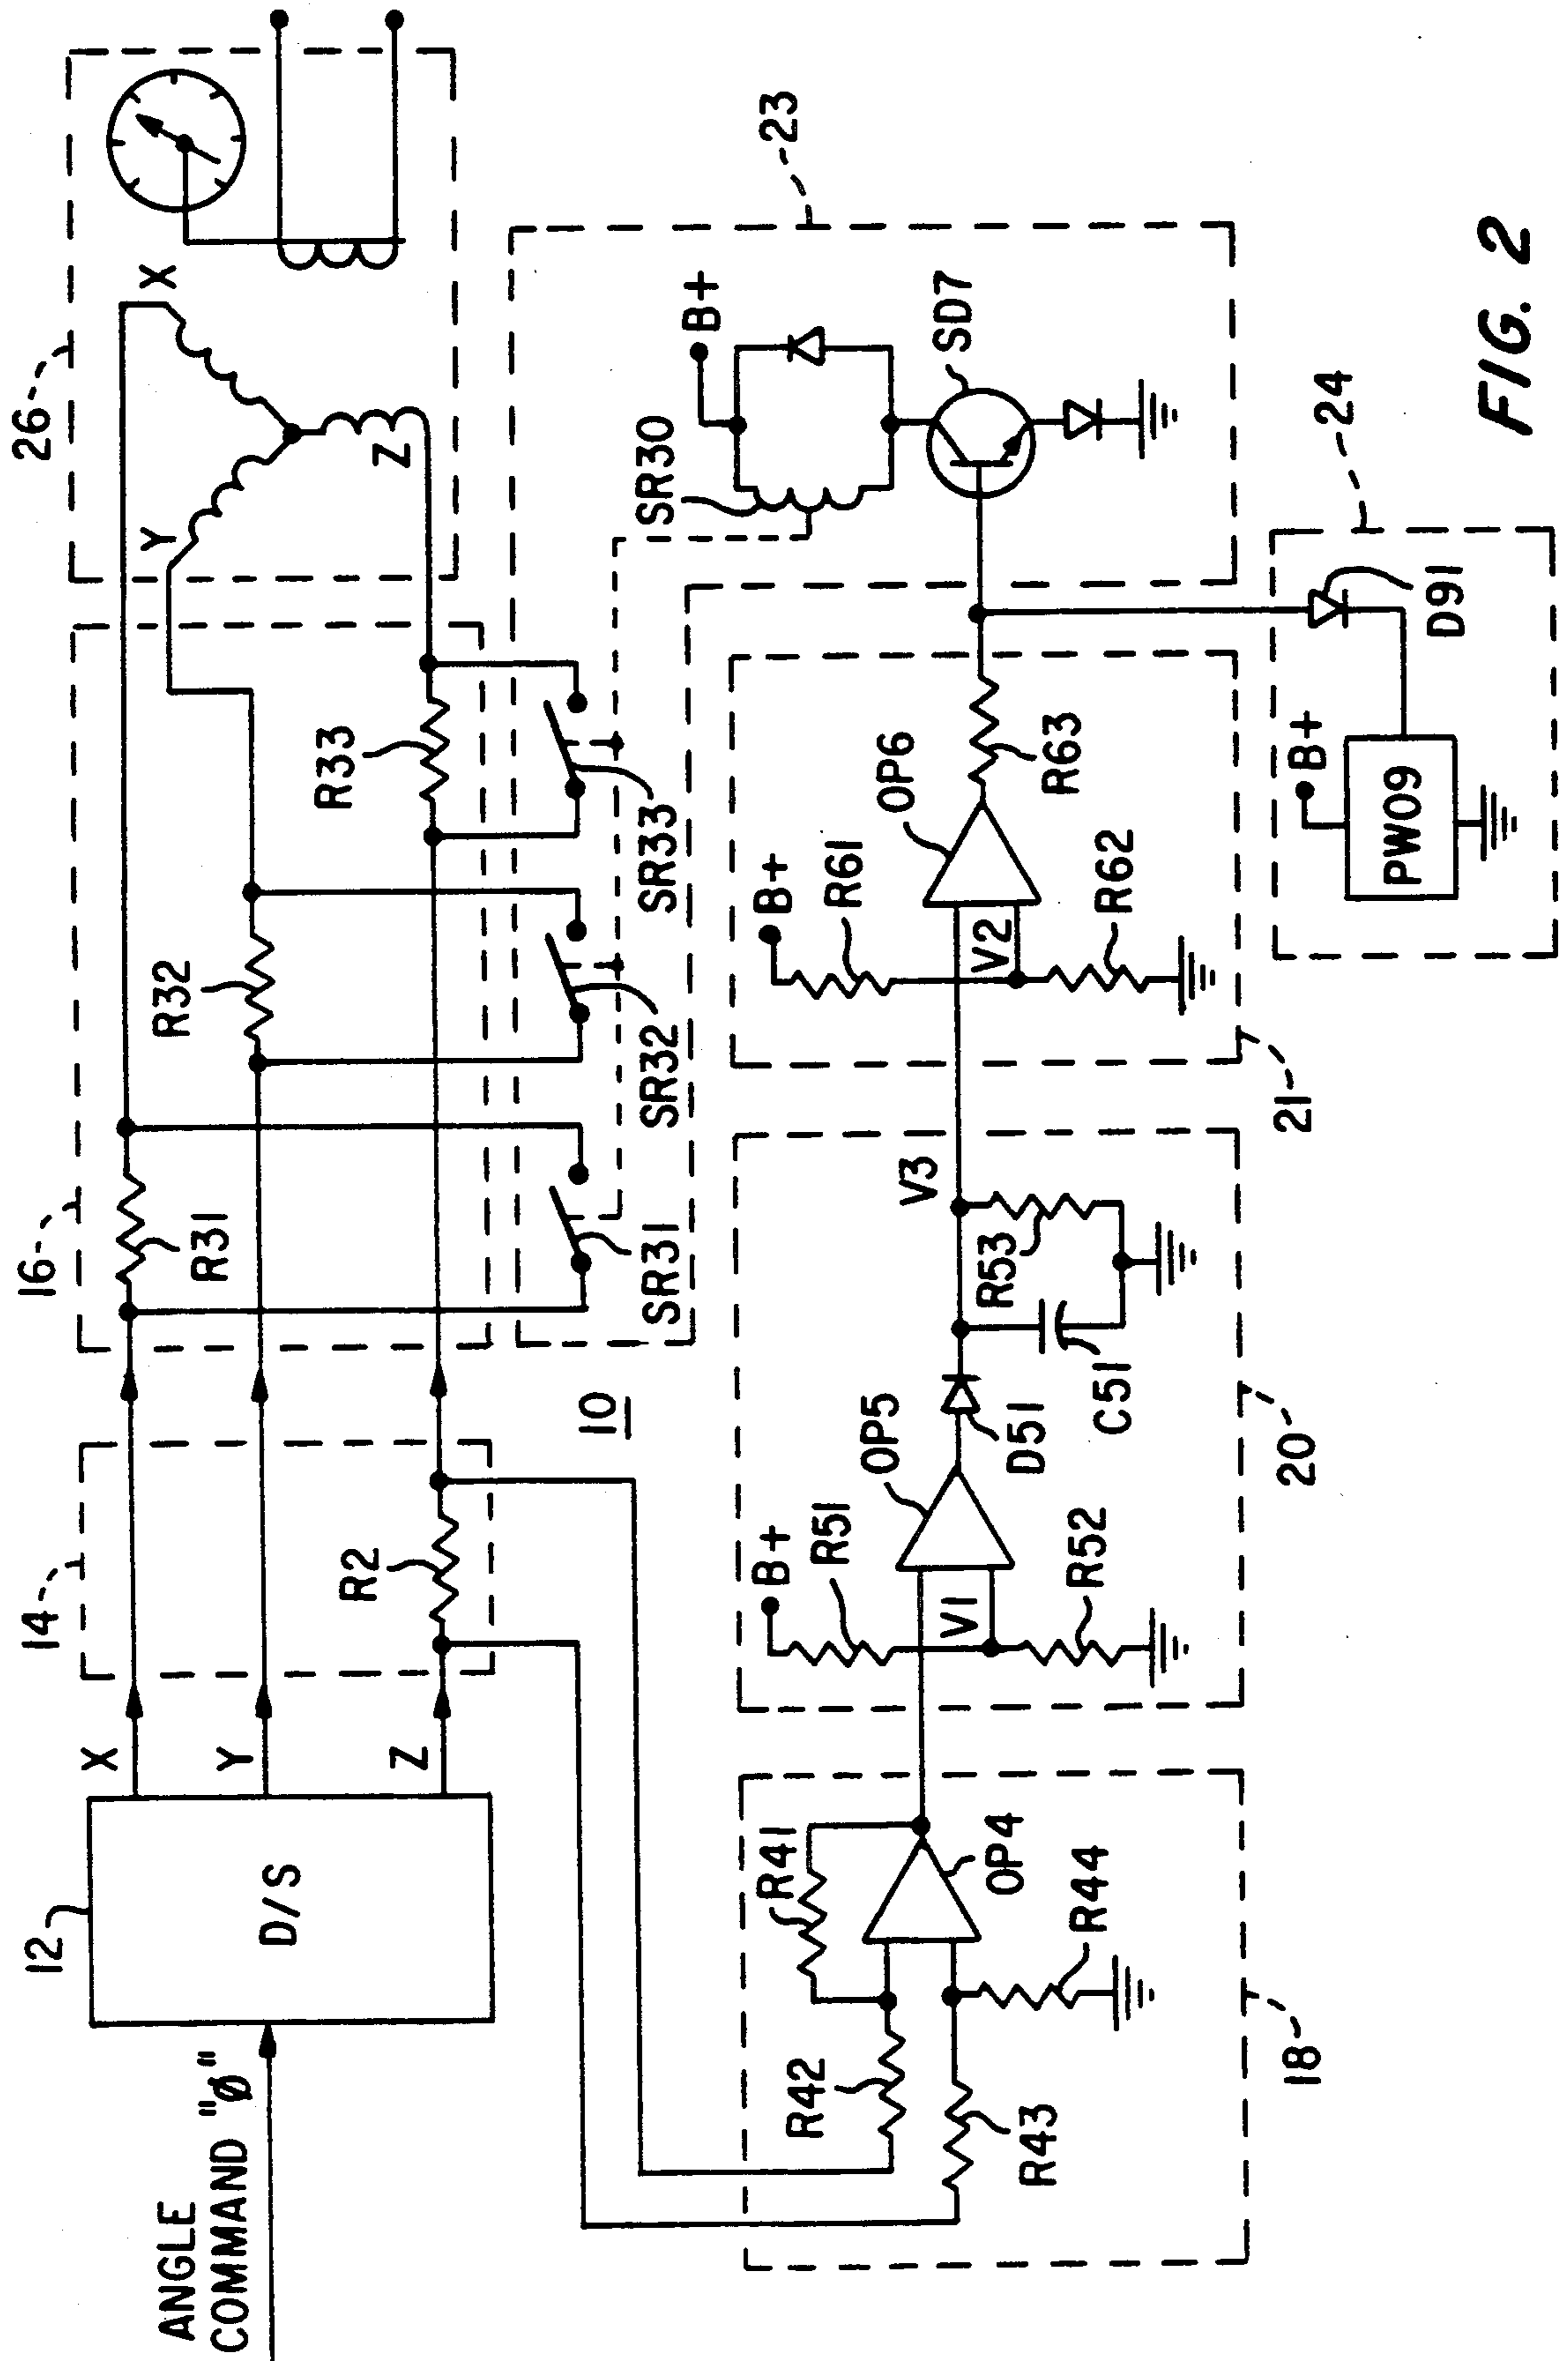 ANGLE
COMMAND "Ø"
12
D/S
X
Y
Z
14
R2
10
16
R31
R32
R33
SR31
SR32
SR33
26
X
Y
Z
23
SR30
B+
SD7
18
R41
R42
R43
R44
OP4
20
B+
R51
V1
R52
OP5
D51
C51
R53
V3
21
B+
R61
V2
R62
OP6
R63
24
B+
PW09
D91
FIG. 2